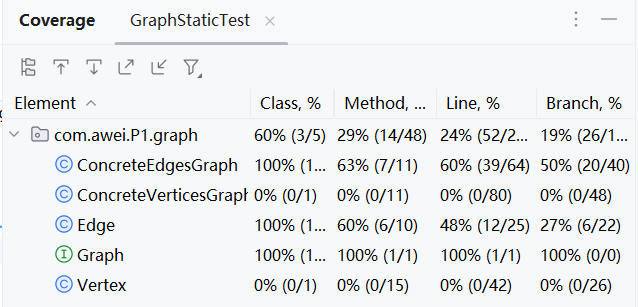 Coverage GraphStaticTest
Element Class, % Method, ... Line, % Branch, %
com.awei.P1.graph 60% (3/5) 29% (14/48) 24% (52/2... 19% (26/1...
ConcreteEdgesGraph 100% (1... 63% (7/11) 60% (39/64) 50% (20/40)
ConcreteVerticesGraph 0% (0/1) 0% (0/11) 0% (0/80) 0% (0/48)
Edge 100% (1... 60% (6/10) 48% (12/25) 27% (6/22)
Graph 100% (1... 100% (1/1) 100% (1/1) 100% (0/0)
Vertex 0% (0/1) 0% (0/15) 0% (0/42) 0% (0/26)